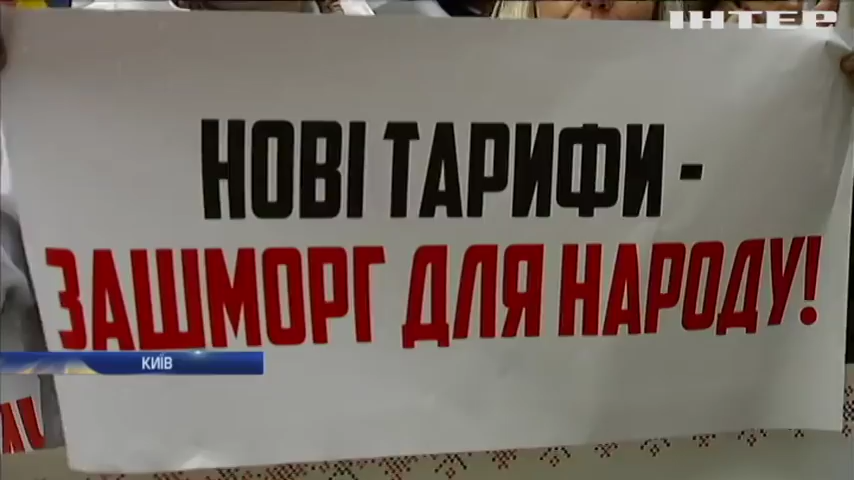 ІНТЕР
НОВІ ТАРИФИ -
ЗАШМОРГ ДЛЯ НАРОДУ!
КИЇВ